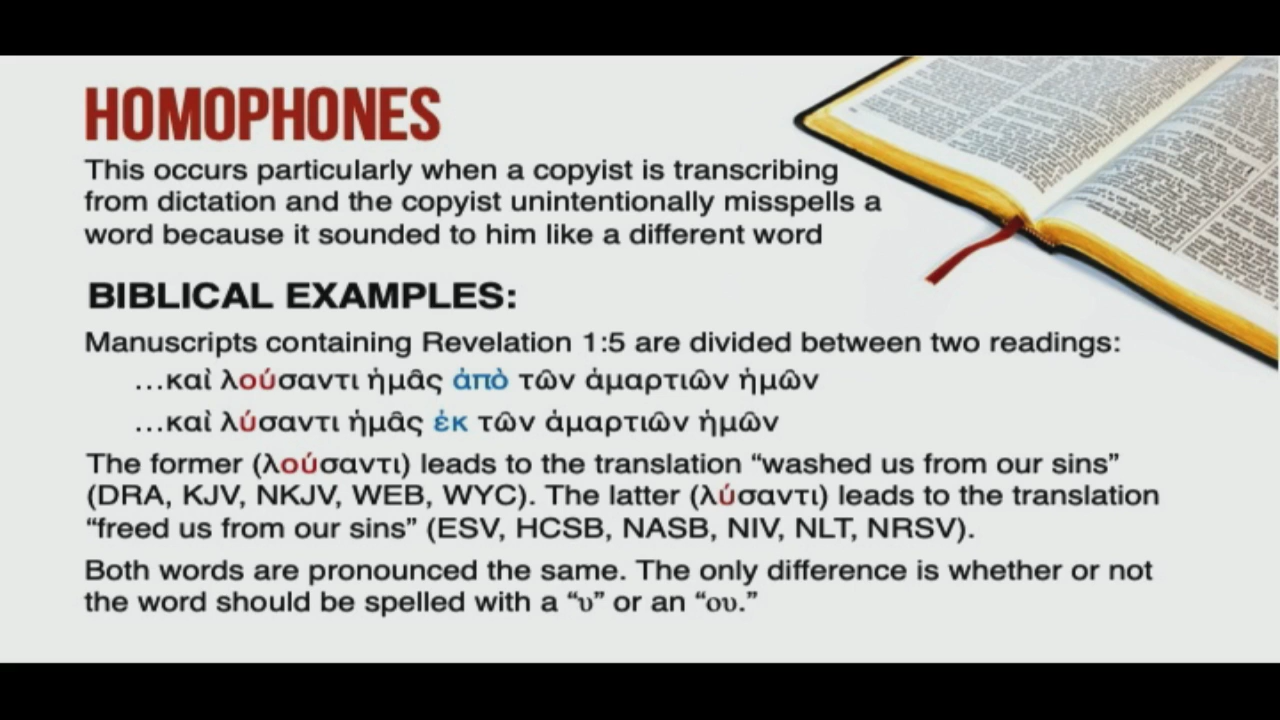 HOMOPHONES
This occurs particularly when a copyist is transcribing
from dictation and the copyist unintentionally misspells a
word because it sounded to him like a different word
BIBLICAL EXAMPLES:
Manuscripts containing Revelation 1:5 are divided between two readings:
...καὶ λούσαντι ἡμᾶς ἀπὸ τῶν ἁμαρτιῶν ἡμῶν
...καὶ λύσαντι ἡμᾶς ἐκ τῶν ἁμαρτιῶν ἡμῶν
The former (λούσαντι) leads to the translation “washed us from our sins”
(DRA, KJV, NKJV, WEB, WYC). The latter (λύσαντι) leads to the translation
“freed us from our sins” (ESV, HCSB, NASB, NIV, NLT, NRSV).
Both words are pronounced the same. The only difference is whether or not
the word should be spelled with a “υ” or an “ου.”